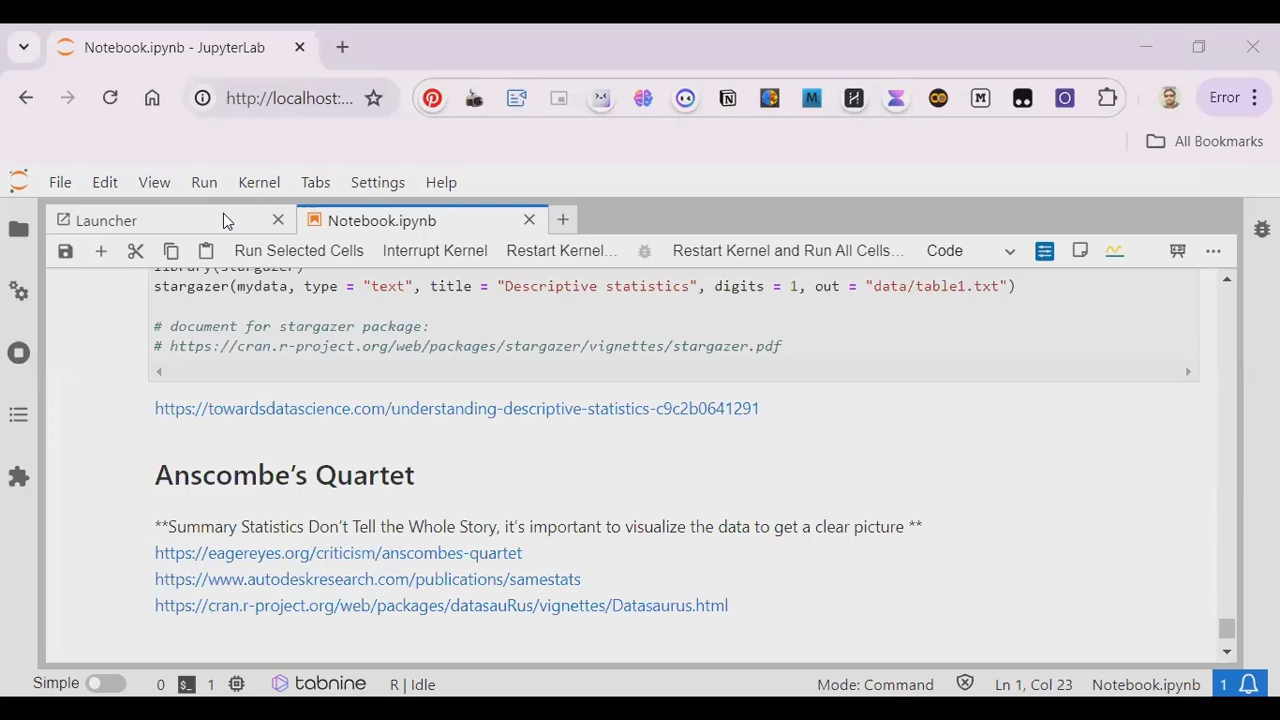 Notebook.ipynb - JupyterLab
http://localhost:...
Error
All Bookmarks
File Edit View Run Kernel Tabs Settings Help
Launcher
Notebook.ipynb
Run Selected Cells Interrupt Kernel Restart Kernel... Restart Kernel and Run All Cells... Code
library(stargazer)
stargazer(mydata, type = "text", title = "Descriptive statistics", digits = 1, out = "data/table1.txt")
# document for stargazer package:
# https://cran.r-project.org/web/packages/stargazer/vignettes/stargazer.pdf
https://towardsdatascience.com/understanding-descriptive-statistics-c9c2b0641291
Anscombe’s Quartet
**Summary Statistics Don’t Tell the Whole Story, it’s important to visualize the data to get a clear picture **
https://eagereyes.org/criticism/anscombes-quartet
https://www.autodeskresearch.com/publications/samestats
https://cran.r-project.org/web/packages/datasauRus/vignettes/Datasaurus.html
Simple 0 1 tabnine R | Idle Mode: Command Ln 1, Col 23 Notebook.ipynb 1